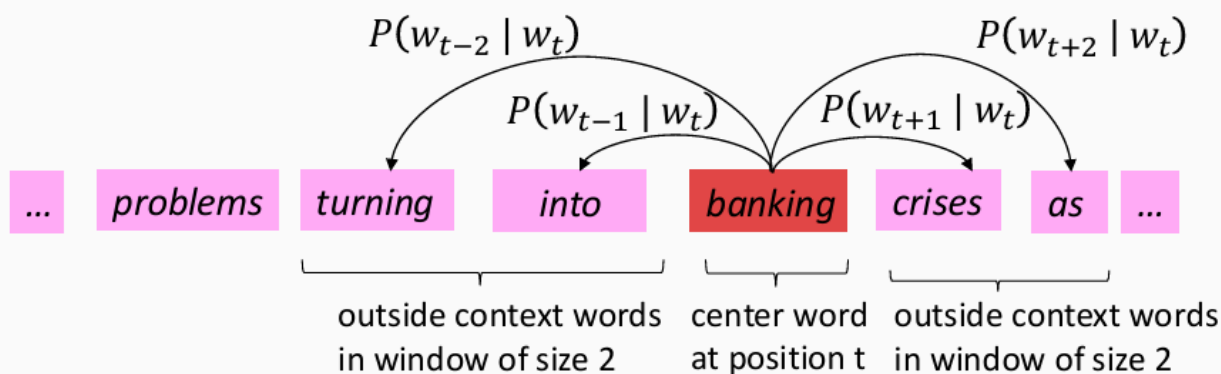 P(w_{t−2} | w_t)
P(w_{t+2} | w_t)
P(w_{t−1} | w_t)
P(w_{t+1} | w_t)
... problems turning into banking crises as ...
outside context words
in window of size 2
center word
at position t
outside context words
in window of size 2